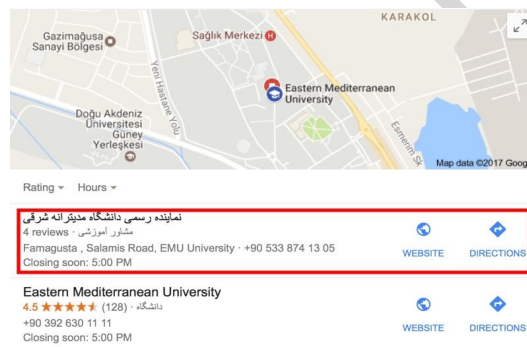 KARAKOL
Gazimağusa
Sanayi Bölgesi
Sağlık Merkezi
H
Yeni Hastane Yolu
Eastern Mediterranean
University
Doğu Akdeniz
Üniversitesi
Güney
Yerleşkesi
Esmerim Sk
Map data ©2017 Goog
Rating
Hours
نماینده رسمی دانشگاه مدیترانه شرقی
4 reviews · مشاور آموزشی
Famagusta , Salamis Road, EMU University · +90 533 874 13 05
Closing soon: 5:00 PM
WEBSITE
DIRECTIONS
Eastern Mediterranean University
4.5 ★★★★★ (128) · دانشگاه
+90 392 630 11 11
Closing soon: 5:00 PM
WEBSITE
DIRECTIONS